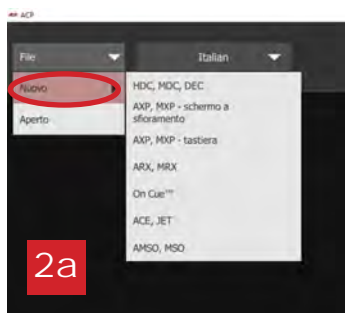 ACP
File
Italian
Nuovo
Aperto
HDC, MDC, DEC
AXP, MXP - schermo a
sfioramento
AXP, MXP - tastiera
ARX, MRX
On Cue™
ACE, JET
AMSO, MSO
2a